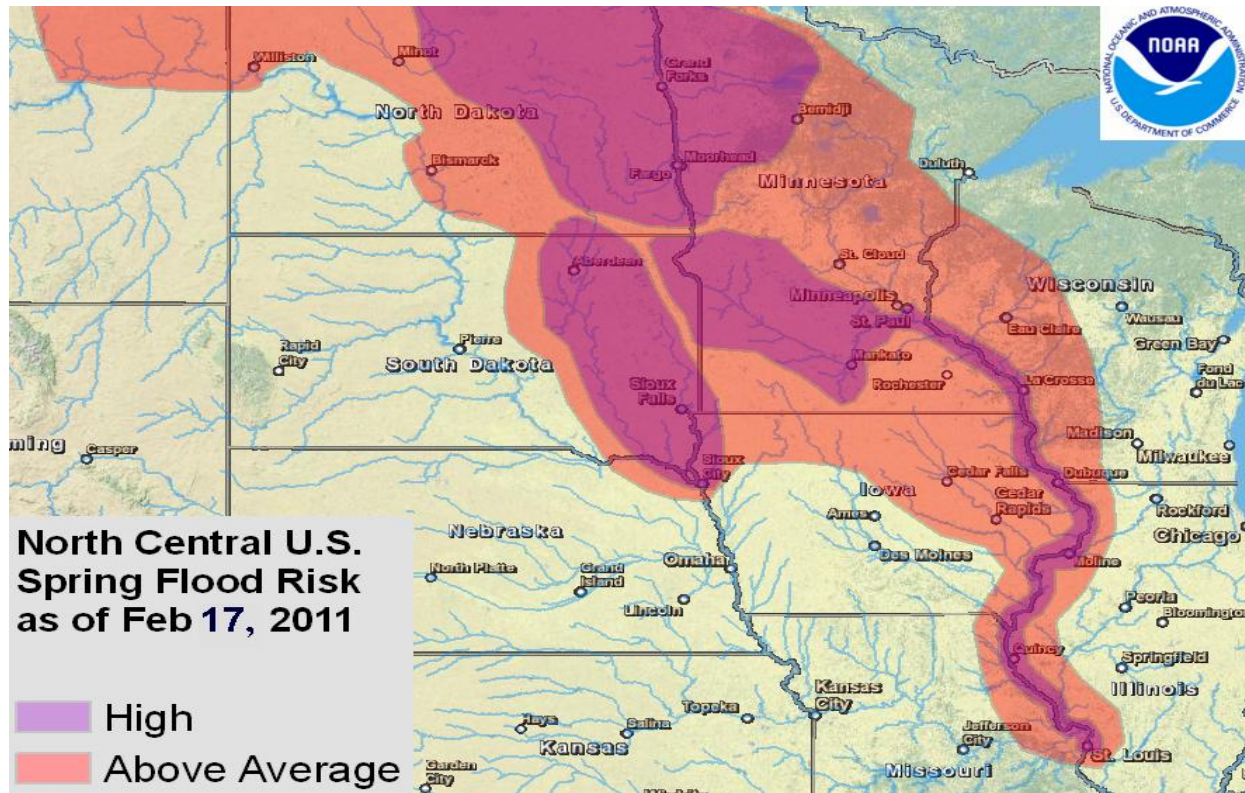 NATIONAL OCEANIC AND ATMOSPHERIC ADMINISTRATION
NOAA
U.S. DEPARTMENT OF COMMERCE
Williston
Minot
Grand
Forks
North Dakota
Bemidji
Bismarck
Moorhead
Fargo
Minnesota
Duluth
Aberdeen
St. Cloud
Wisconsin
Minneapolis
St. Paul
Eau Claire
Wausau
Green Bay
Rapid
City
Pierre
South Dakota
Mankato
Rochester
La Crosse
Fond
du Lac
Sioux
Falls
ming
Casper
Madison
Milwaukee
Sioux
City
Cedar Falls
Dubuque
Iowa
Cedar
Rapids
Rockford
Ames
Chicago
Nebraska
Des Moines
Omaha
Moline
North Platte
Grand
Island
Lincoln
Peoria
Bloomington
Quincy
Springfield
Illinois
Kansas
City
Topeka
Hays
Salina
Kansas
Jefferson
City
St. Louis
Missouri
Garden
City
North Central U.S.
Spring Flood Risk
as of Feb 17, 2011
High
Above Average